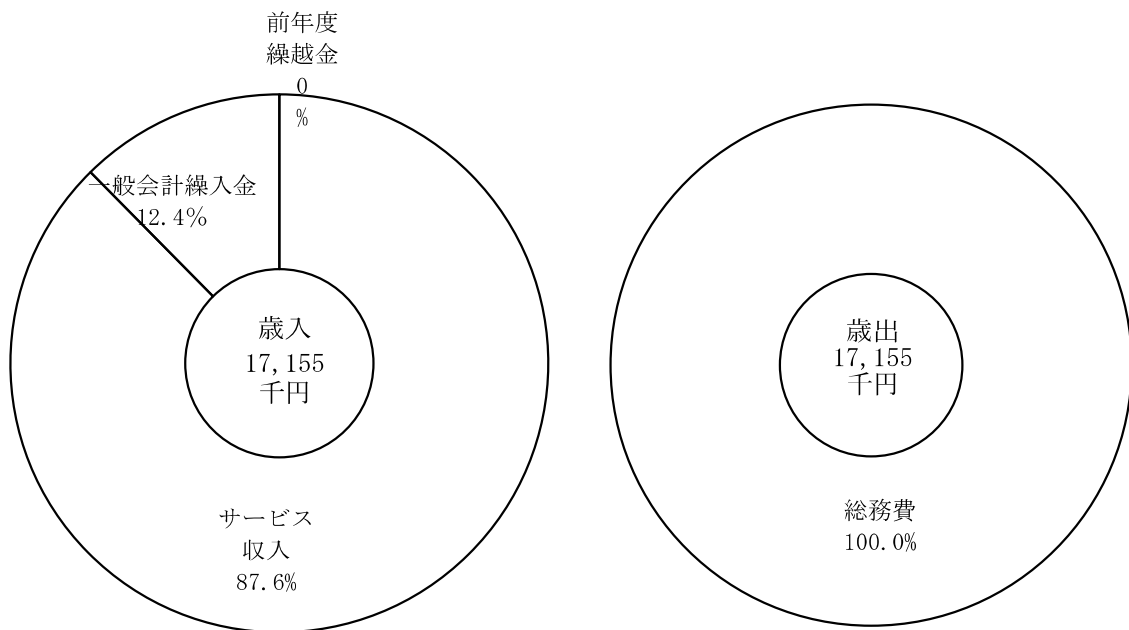 前年度
繰越金
0
%
一般会計繰入金
12.4%
歳入
17,155
千円
サービス
収入
87.6%
歳出
17,155
千円
総務費
100.0%